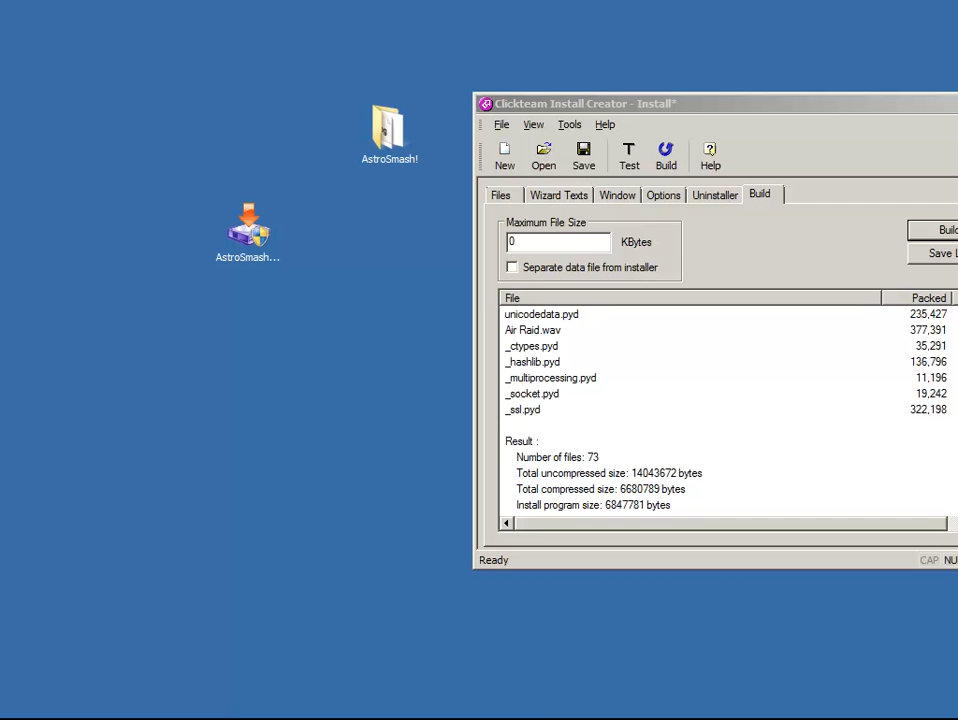 AstroSmash!
AstroSmash...
Clickteam Install Creator - Install*
File View Tools Help
New Open Save Test Build Help
Files Wizard Texts Window Options Uninstaller Build
Maximum File Size
0 KBytes
Separate data file from installer
Build
Save L
File Packed
unicodedata.pyd 235,427
Air Raid.wav 377,391
_ctypes.pyd 35,291
_hashlib.pyd 136,796
_multiprocessing.pyd 11,196
_socket.pyd 19,242
_ssl.pyd 322,198
Result :
Number of files: 73
Total uncompressed size: 14043672 bytes
Total compressed size: 6680789 bytes
Install program size: 6847781 bytes
Ready CAP NU